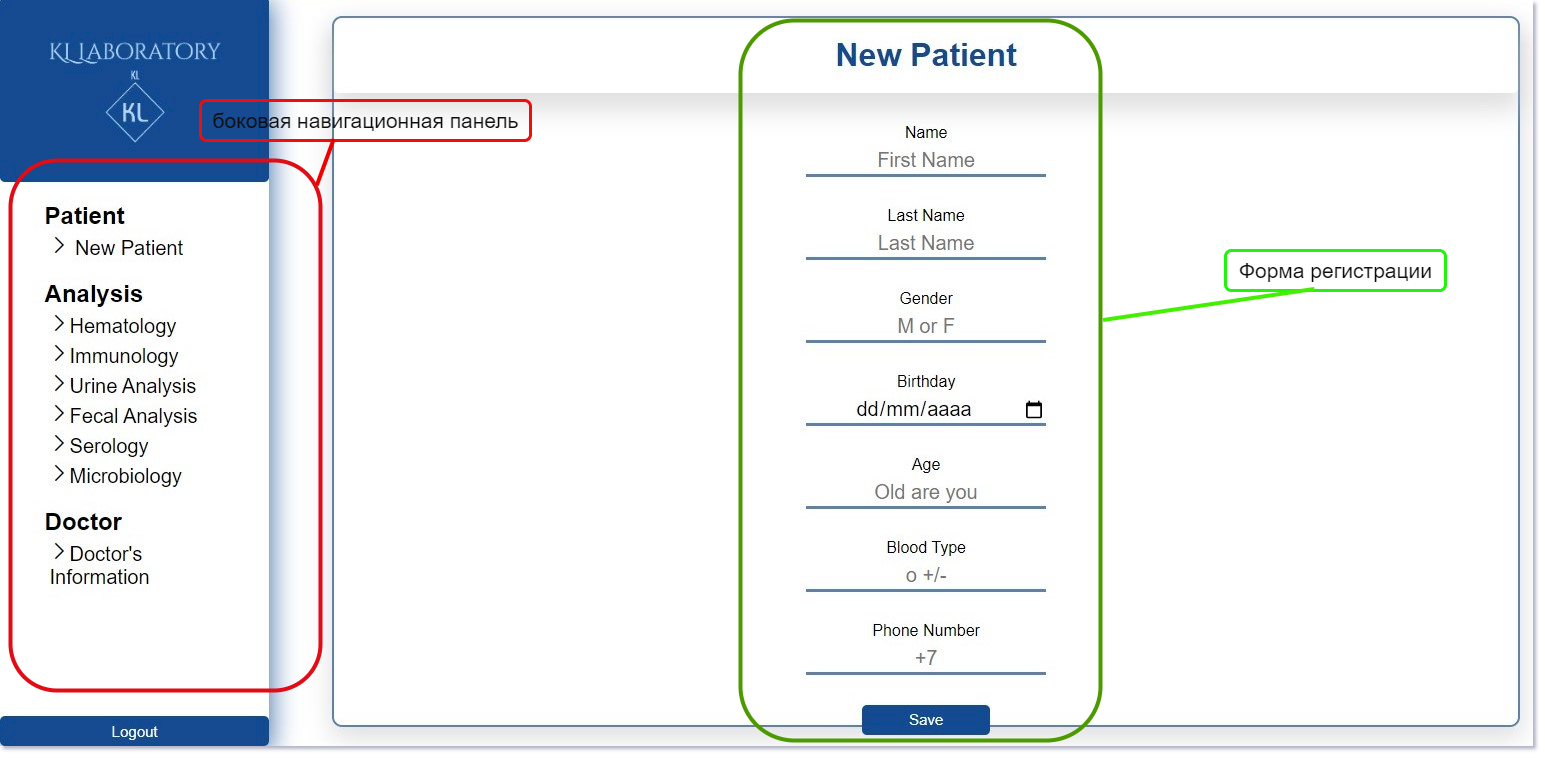 KL LABORATORY
KL
KL
боковая навигационная панель
Patient
New Patient
Analysis
Hematology
Immunology
Urine Analysis
Fecal Analysis
Serology
Microbiology
Doctor
Doctor's
Information
Logout
New Patient
Name
First Name
Last Name
Last Name
Gender
M or F
Birthday
dd/mm/aaaa
Age
Old are you
Blood Type
o +/-
Phone Number
+7
Save
Форма регистрации